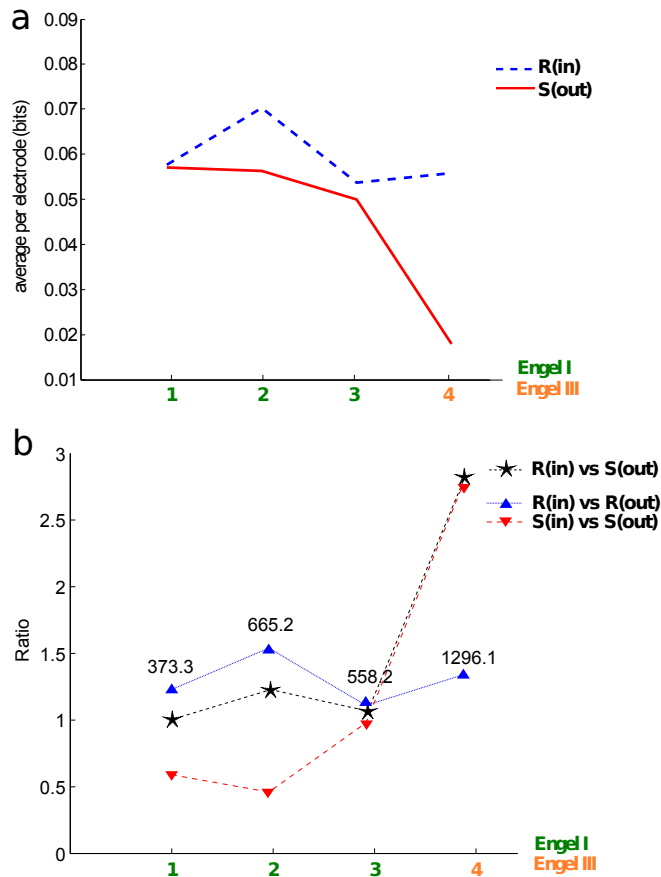 a
0.09
0.08
0.07
0.06
0.05
0.04
0.03
0.02
0.01
average per electrode (bits)
R(in)
S(out)
1 2 3 4
Engel I
Engel III
b
3
2.5
2
1.5
1
0.5
0
Ratio
R(in) vs S(out)
R(in) vs R(out)
S(in) vs S(out)
373.3
665.2
558.2
1296.1
1 2 3 4
Engel I
Engel III